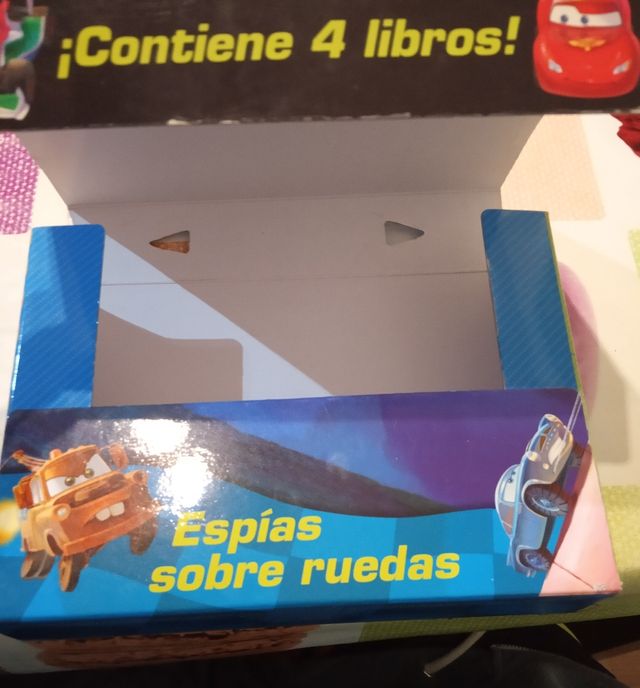 ¡Contiene 4 libros!
Espías
sobre ruedas